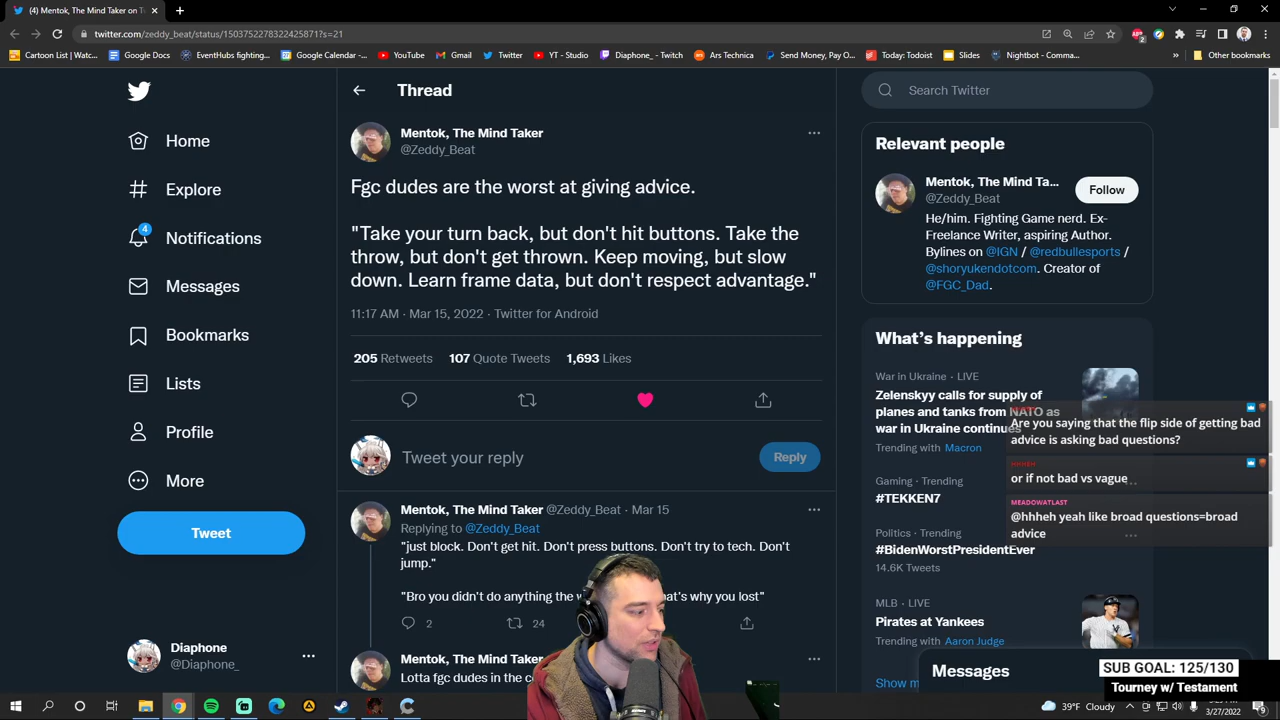 (4) Mentok, The Mind Taker on T
twitter.com/zeddy_beat/status/1503752278322425871?s=21
Cartoon List | Watc...
Google Docs
EventHubs fighting...
Google Calendar -...
YouTube
Gmail
Twitter
YT - Studio
Diaphone_ - Twitch
Ars Technica
Send Money, Pay O...
Today: Todoist
Slides
Nightbot - Comma...
Other bookmarks
Home
Explore
4
Notifications
Messages
Bookmarks
Lists
Profile
More
Tweet
Diaphone
@Diaphone_
Thread
Mentok, The Mind Taker
@Zeddy_Beat
Fgc dudes are the worst at giving advice.
"Take your turn back, but don't hit buttons. Take the
throw, but don't get thrown. Keep moving, but slow
down. Learn frame data, but don't respect advantage."
11:17 AM · Mar 15, 2022 · Twitter for Android
205 Retweets 107 Quote Tweets 1,693 Likes
Tweet your reply
Reply
Mentok, The Mind Taker @Zeddy_Beat · Mar 15
Replying to @Zeddy_Beat
"just block. Don't get hit. Don't press buttons. Don't try to tech. Don't
jump."
"Bro you didn't do anything the hat's why you lost"
2 24
Mentok, The Mind Taker
Replying to @Zeddy_Beat
Lotta fgc dudes in the
Search Twitter
Relevant people
Mentok, The Mind Ta...
@Zeddy_Beat
Follow
He/him. Fighting Game nerd. Ex-
Freelance Writer, aspiring Author.
Bylines on @IGN / @redbullesports /
@shoryukendotcom. Creator of
@FGC_Dad.
What's happening
War in Ukraine · LIVE
Zelenskyy calls for supply of
planes and tanks from NATO as
war in Ukraine continues
Trending with Macron
Gaming · Trending
#TEKKEN7
Politics · Trending
#BidenWorstPresidentEver
14.6K Tweets
MLB · LIVE
Pirates at Yankees
Trending with Aaron Judge
Show m
Are you saying that the flip side of getting bad
advice is asking bad questions?
or if not bad vs vague
MEADOWATLAST
@hhheh yeah like broad questions=broad
advice
Messages
SUB GOAL: 125/130
Tourney w/ Testament
39°F Cloudy
3/27/2022